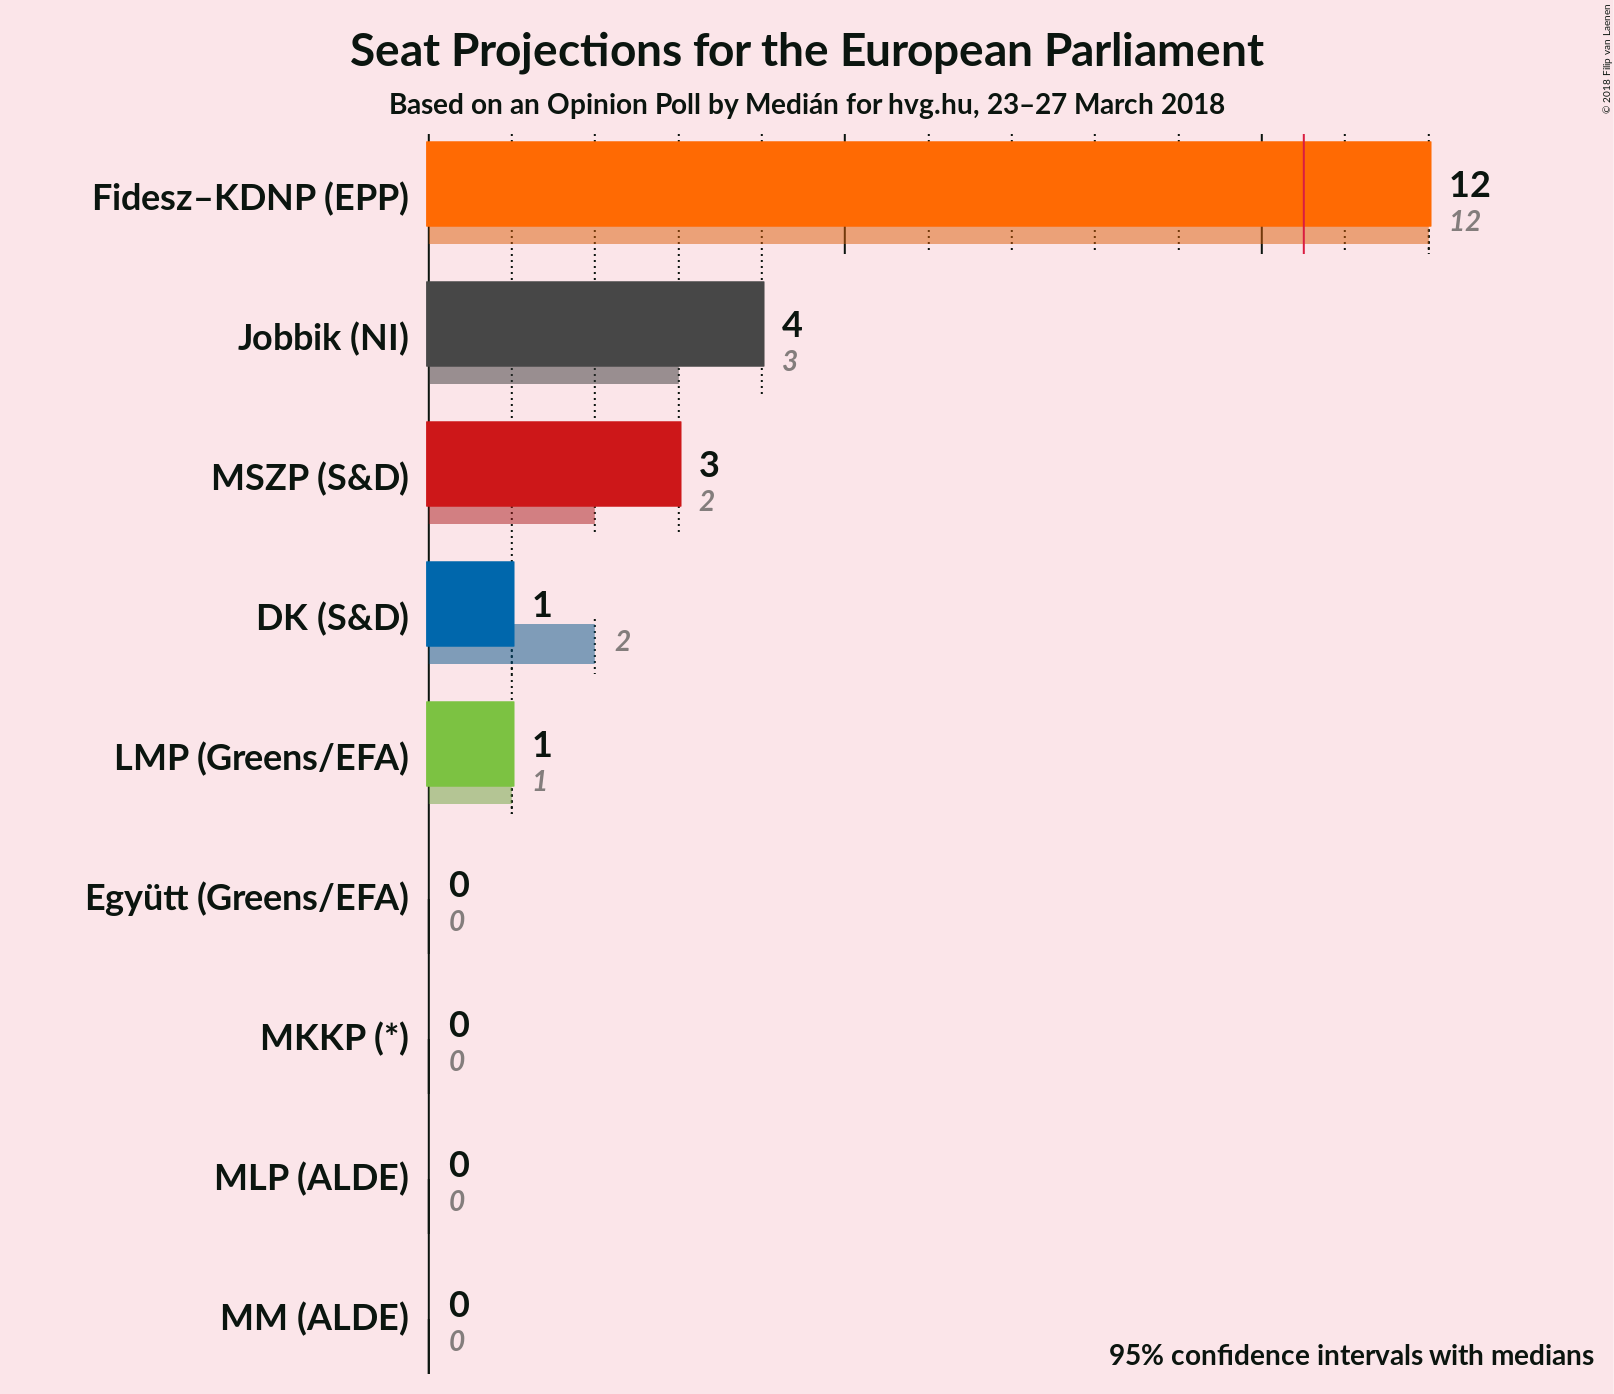 Seat Projections for the European Parliament
Based on an Opinion Poll by Medián for hvg.hu, 23–27 March 2018
© 2018 Filip van Laenen
Fidesz–KDNP (EPP)
12
12
Jobbik (NI)
4
3
MSZP (S&D)
3
2
DK (S&D)
1
2
LMP (Greens/EFA)
1
1
Együtt (Greens/EFA)
0
0
MKKP (*)
0
0
MLP (ALDE)
0
0
MM (ALDE)
0
0
95% confidence intervals with medians